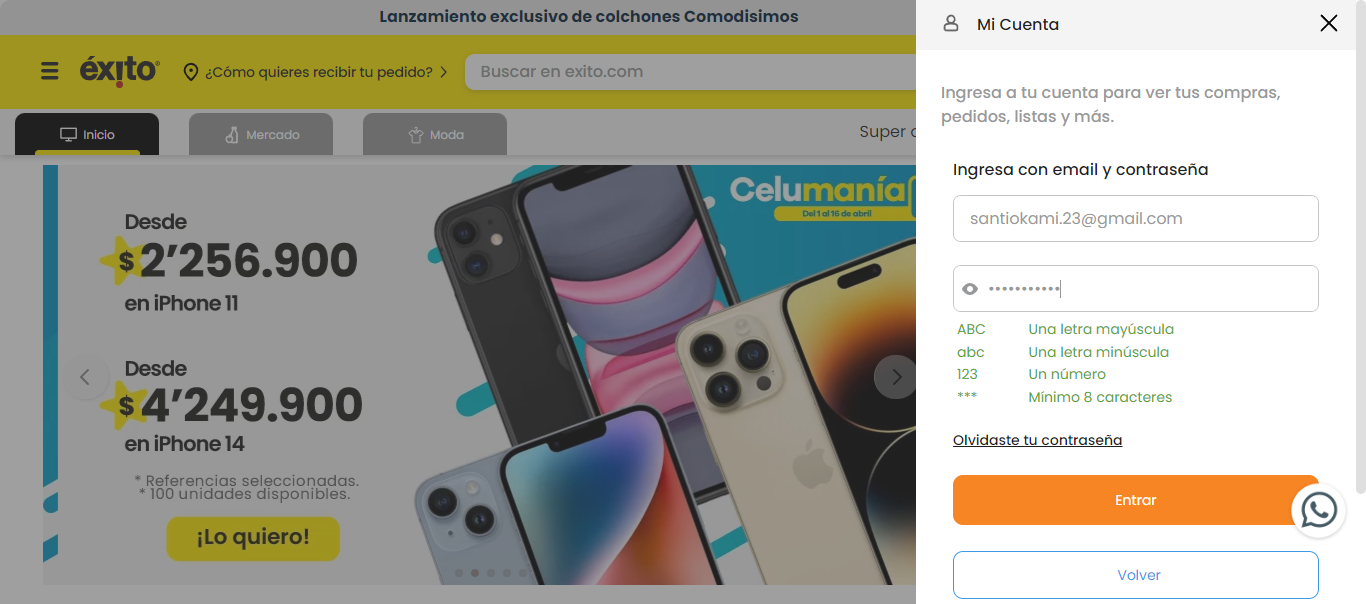 Lanzamiento exclusivo de colchones Comodisimos
éxito
¿Cómo quieres recibir tu pedido?
Buscar en exito.com
Inicio
Mercado
Moda
Super
Celumanía
Del 1 al 16 de abril
Desde
$2'256.900
en iPhone 11
Desde
$4'249.900
en iPhone 14
* Referencias seleccionadas.
* 100 unidades disponibles.
¡Lo quiero!
Mi Cuenta
Ingresa a tu cuenta para ver tus compras,
pedidos, listas y más.
Ingresa con email y contraseña
santiokami.23@gmail.com
•••••••••••
ABC Una letra mayúscula
abc Una letra minúscula
123 Un número
*** Mínimo 8 caracteres
Olvidaste tu contraseña
Entrar
Volver